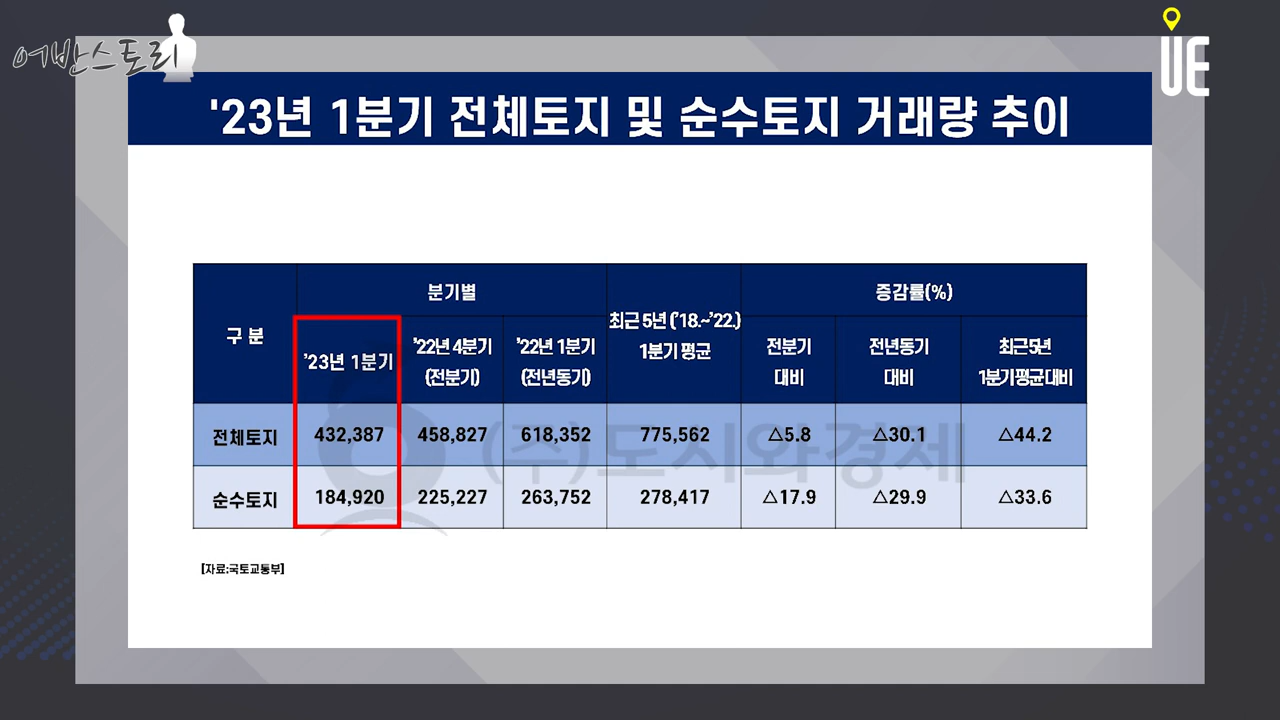 어반스토리
UE
'23년 1분기 전체토지 및 순수토지 거래량 추이
구 분
분기별
최근 5년 ('18.~'22.)
1분기 평균
증감률(%)
'23년 1분기
'22년 4분기
(전분기)
'22년 1분기
(전년동기)
전분기
대비
전년동기
대비
최근5년
1분기평균대비
전체토지 432,387 458,827 618,352 775,562 △5.8 △30.1 △44.2
순수토지 184,920 225,227 263,752 278,417 △17.9 △29.9 △33.6
(주)도시와경제
[자료:국토교통부]